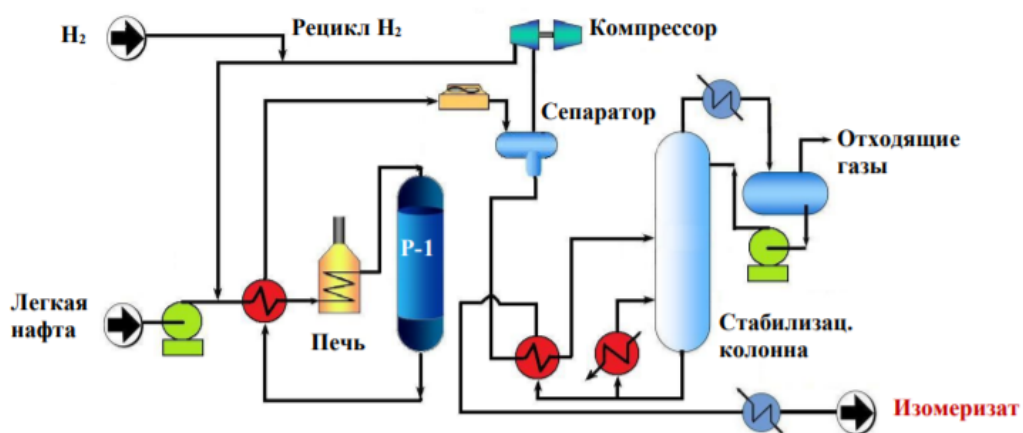 H₂
Рецикл H₂
Компрессор
Сепаратор
Отходящие
газы
P-1
Легкая
нафта
Печь
Стабилизац.
колонна
Изомеризат